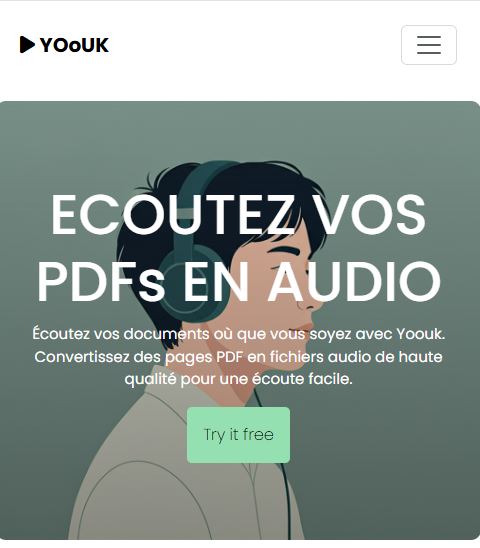 YOoUK
ECOUTEZ VOS
PDFs EN AUDIO
Écoutez vos documents où que vous soyez avec Yoouk.
Convertissez des pages PDF en fichiers audio de haute
qualité pour une écoute facile.
Try it free